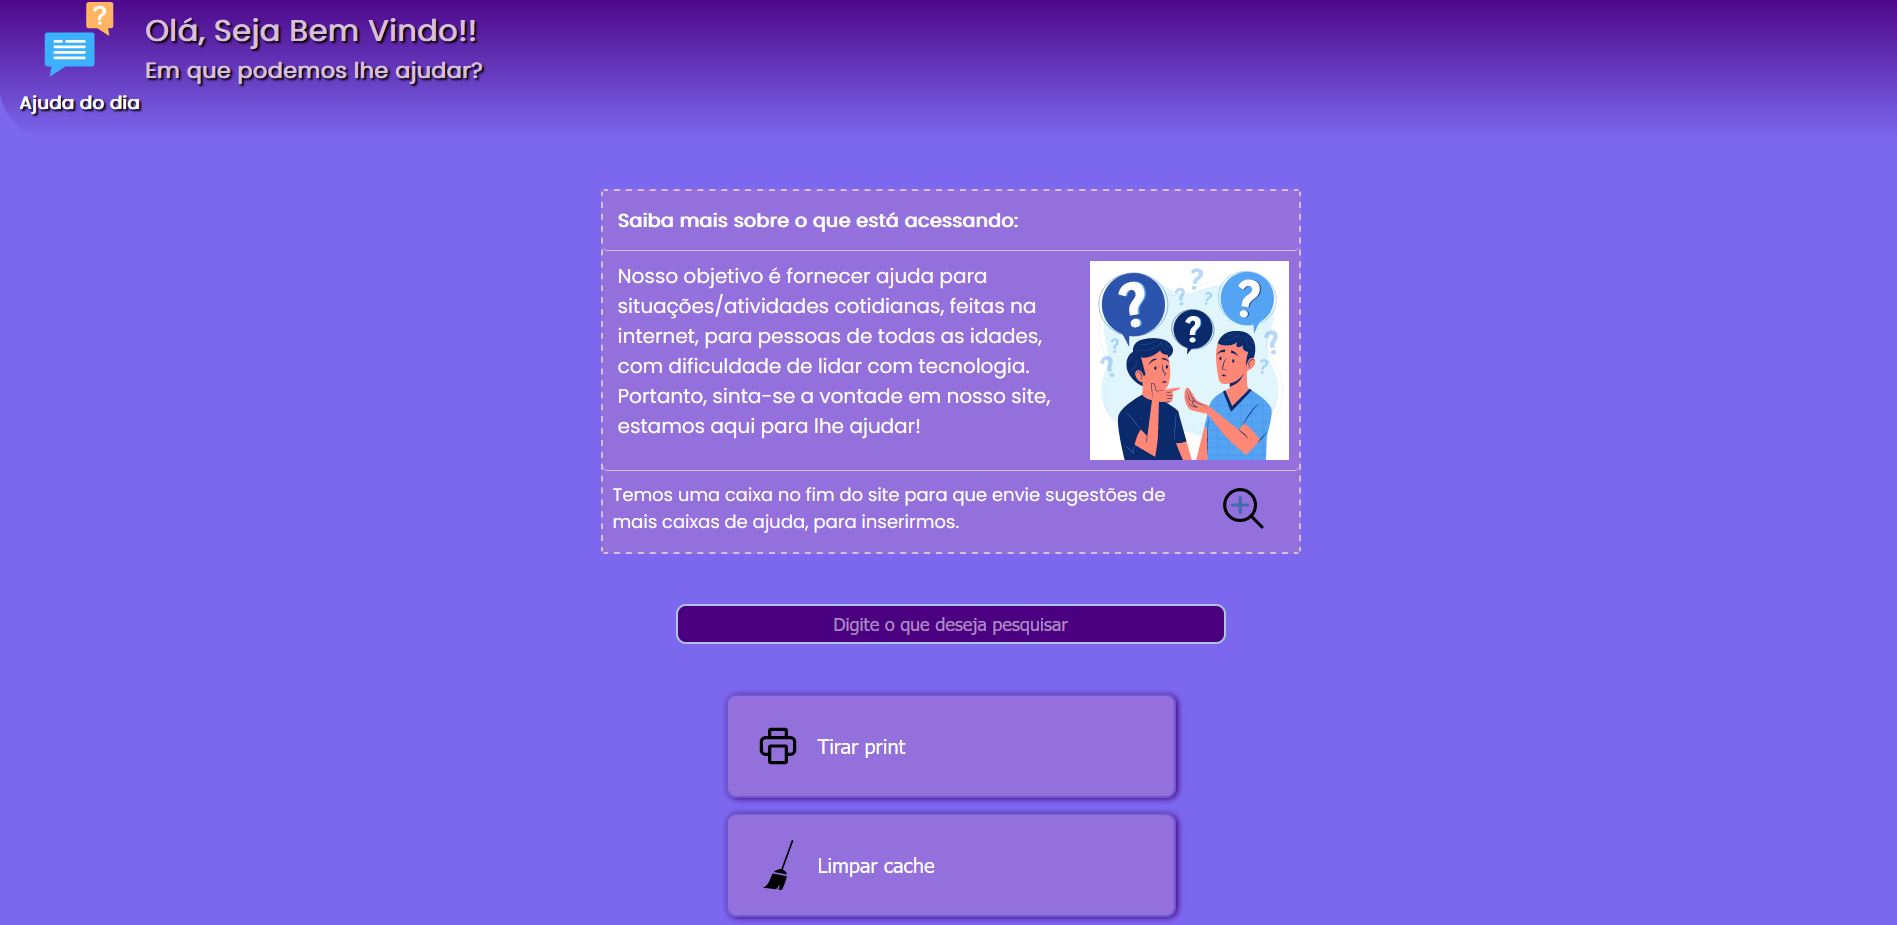 Olá, Seja Bem Vindo!!
Em que podemos lhe ajudar?
Ajuda do dia
Saiba mais sobre o que está acessando:
Nosso objetivo é fornecer ajuda para
situações/atividades cotidianas, feitas na
internet, para pessoas de todas as idades,
com dificuldade de lidar com tecnologia.
Portanto, sinta-se a vontade em nosso site,
estamos aqui para lhe ajudar!
Temos uma caixa no fim do site para que envie sugestões de
mais caixas de ajuda, para inserirmos.
Digite o que deseja pesquisar
Tirar print
Limpar cache